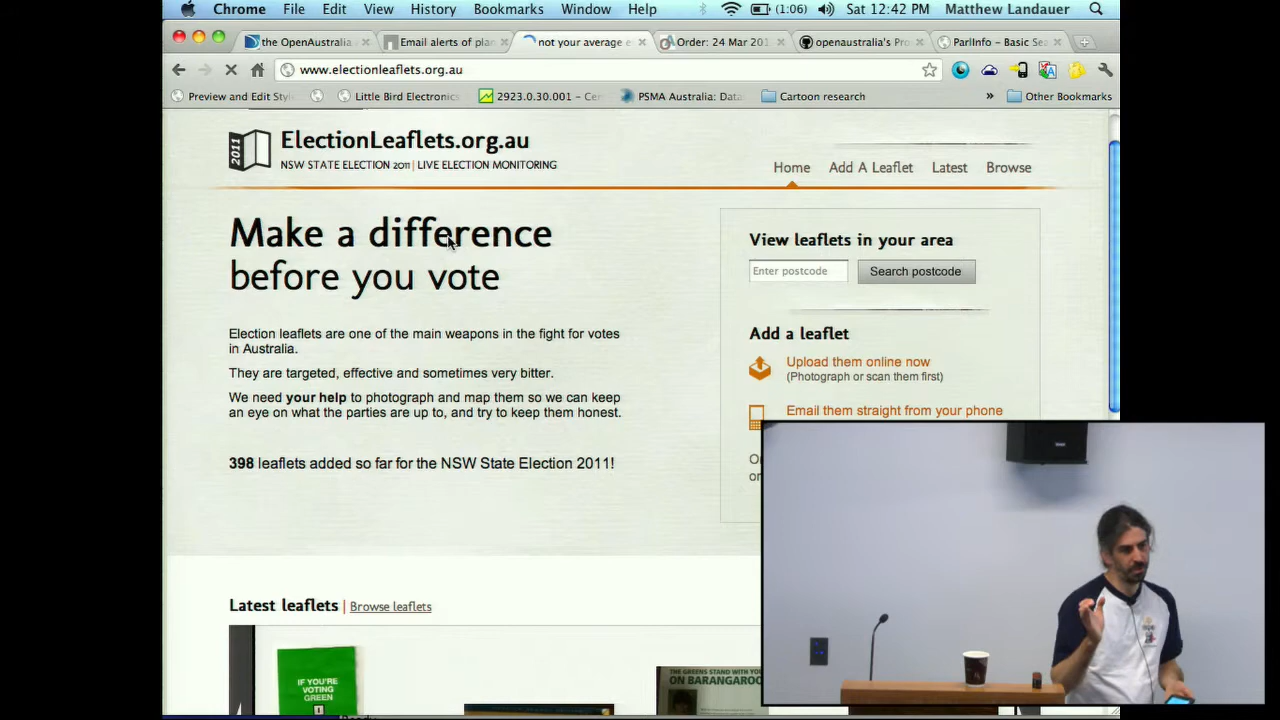 Chrome File Edit View History Bookmarks Window Help (1:06) Sat 12:42 PM Matthew Landauer
the OpenAustralia Email alerts of plan not your average e Order: 24 Mar 201 openaustralia's Pro ParlInfo – Basic Sea
www.electionleaflets.org.au
Preview and Edit Styl Little Bird Electronics 2923.0.30.001 – Cen PSMA Australia: Data Cartoon research » Other Bookmarks
2011
ElectionLeaflets.org.au
NSW STATE ELECTION 2011 | LIVE ELECTION MONITORING
Home Add A Leaflet Latest Browse
Make a difference
before you vote
Election leaflets are one of the main weapons in the fight for votes
in Australia.
They are targeted, effective and sometimes very bitter.
We need your help to photograph and map them so we can keep
an eye on what the parties are up to, and try to keep them honest.
398 leaflets added so far for the NSW State Election 2011!
View leaflets in your area
Enter postcode Search postcode
Add a leaflet
Upload them online now
(Photograph or scan them first)
Email them straight from your phone
Latest leaflets | Browse leaflets
IF YOU'RE
VOTING
GREEN
1
THE GREENS STAND WITH YO
ON BARANGAROO